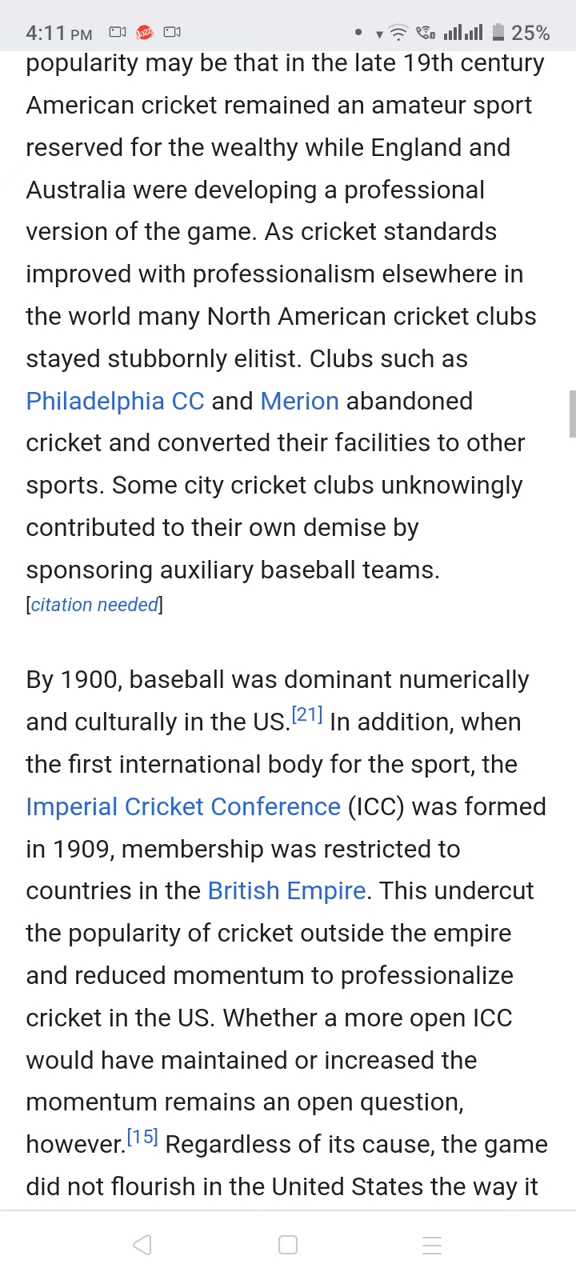 4:11 PM
Jazz
25%
popularity may be that in the late 19th century
American cricket remained an amateur sport
reserved for the wealthy while England and
Australia were developing a professional
version of the game. As cricket standards
improved with professionalism elsewhere in
the world many North American cricket clubs
stayed stubbornly elitist. Clubs such as
Philadelphia CC and Merion abandoned
cricket and converted their facilities to other
sports. Some city cricket clubs unknowingly
contributed to their own demise by
sponsoring auxiliary baseball teams.
[citation needed]
By 1900, baseball was dominant numerically
and culturally in the US.[21] In addition, when
the first international body for the sport, the
Imperial Cricket Conference (ICC) was formed
in 1909, membership was restricted to
countries in the British Empire. This undercut
the popularity of cricket outside the empire
and reduced momentum to professionalize
cricket in the US. Whether a more open ICC
would have maintained or increased the
momentum remains an open question,
however.[15] Regardless of its cause, the game
did not flourish in the United States the way it